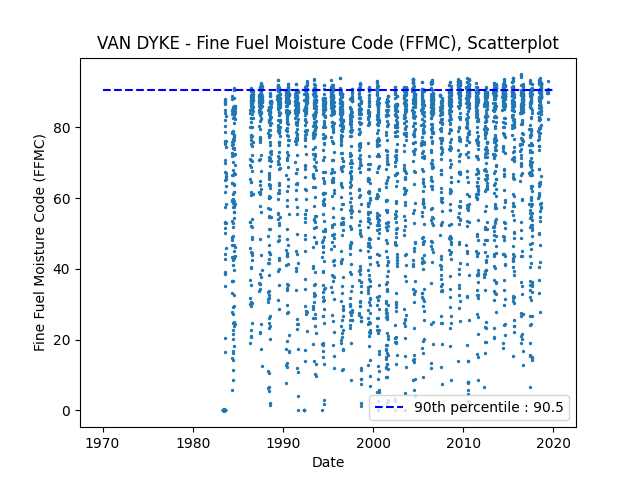 VAN DYKE - Fine Fuel Moisture Code (FFMC), Scatterplot
Fine Fuel Moisture Code (FFMC)
80
60
40
20
0
90th percentile : 90.5
1970 1980 1990 2000 2010 2020
Date